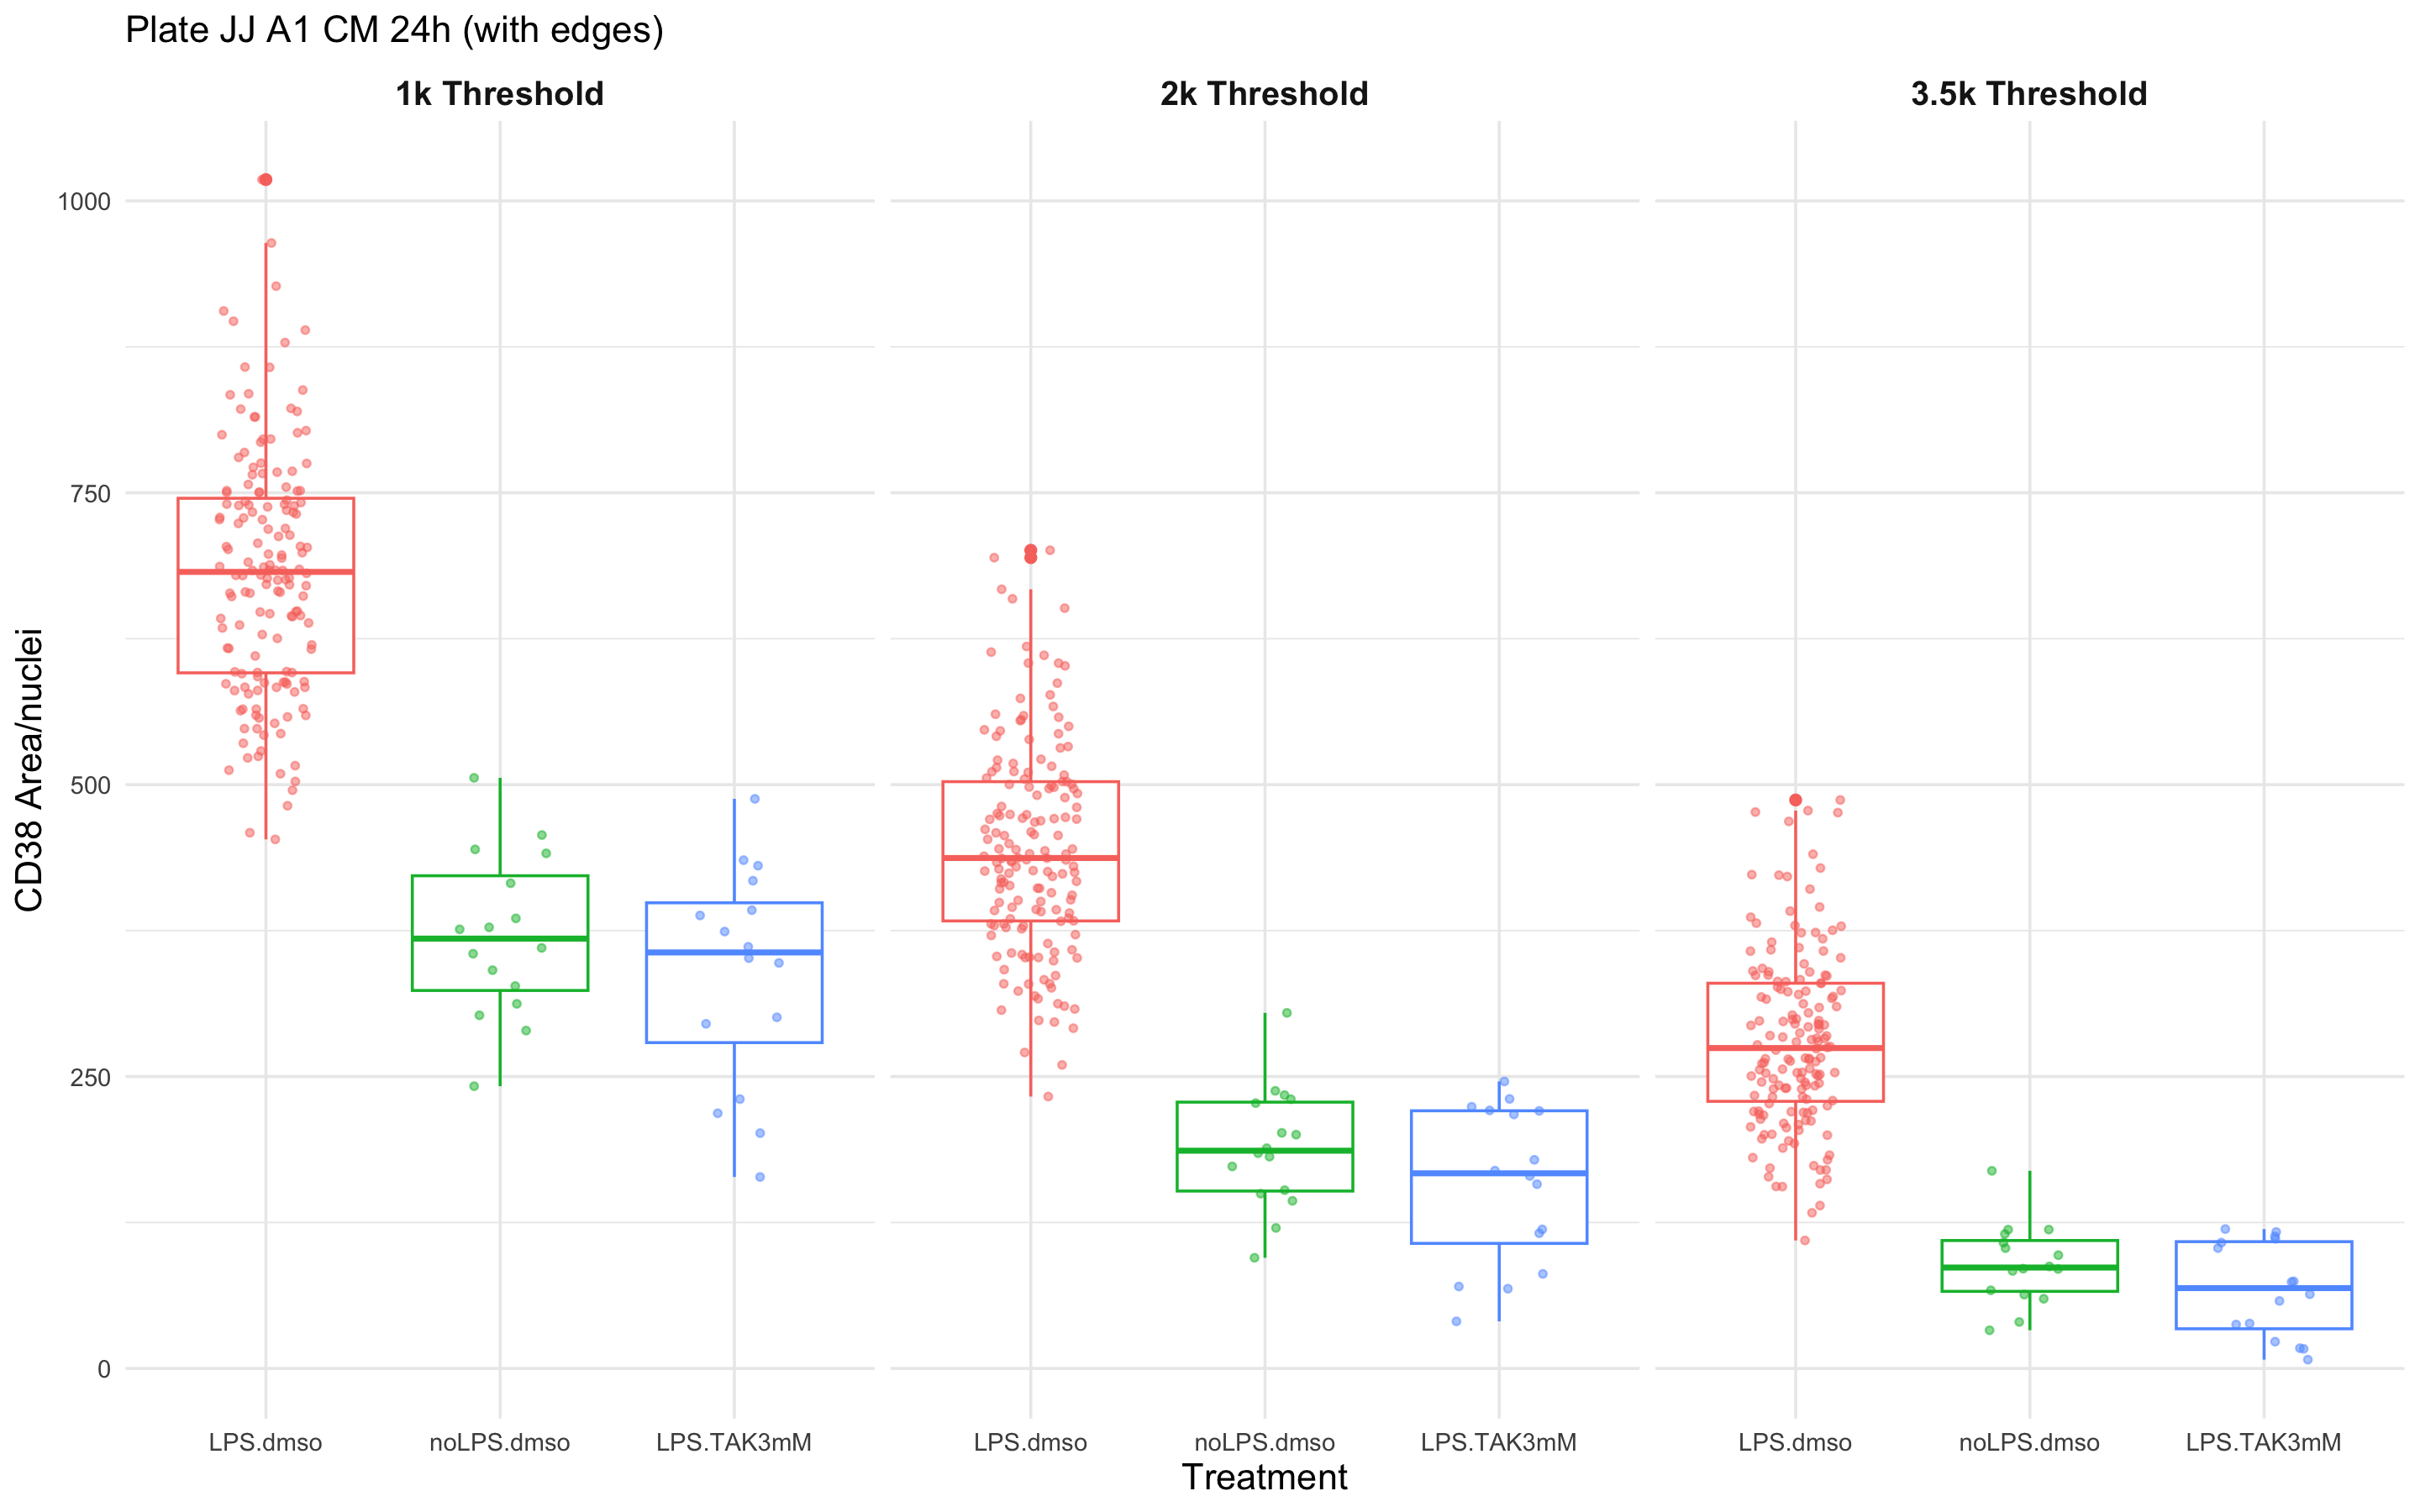 Plate JJ A1 CM 24h (with edges)
1k Threshold
2k Threshold
3.5k Threshold
CD38 Area/nuclei
1000
750
500
250
0
LPS.dmso
noLPS.dmso
LPS.TAK3mM
LPS.dmso
noLPS.dmso
LPS.TAK3mM
LPS.dmso
noLPS.dmso
LPS.TAK3mM
Treatment